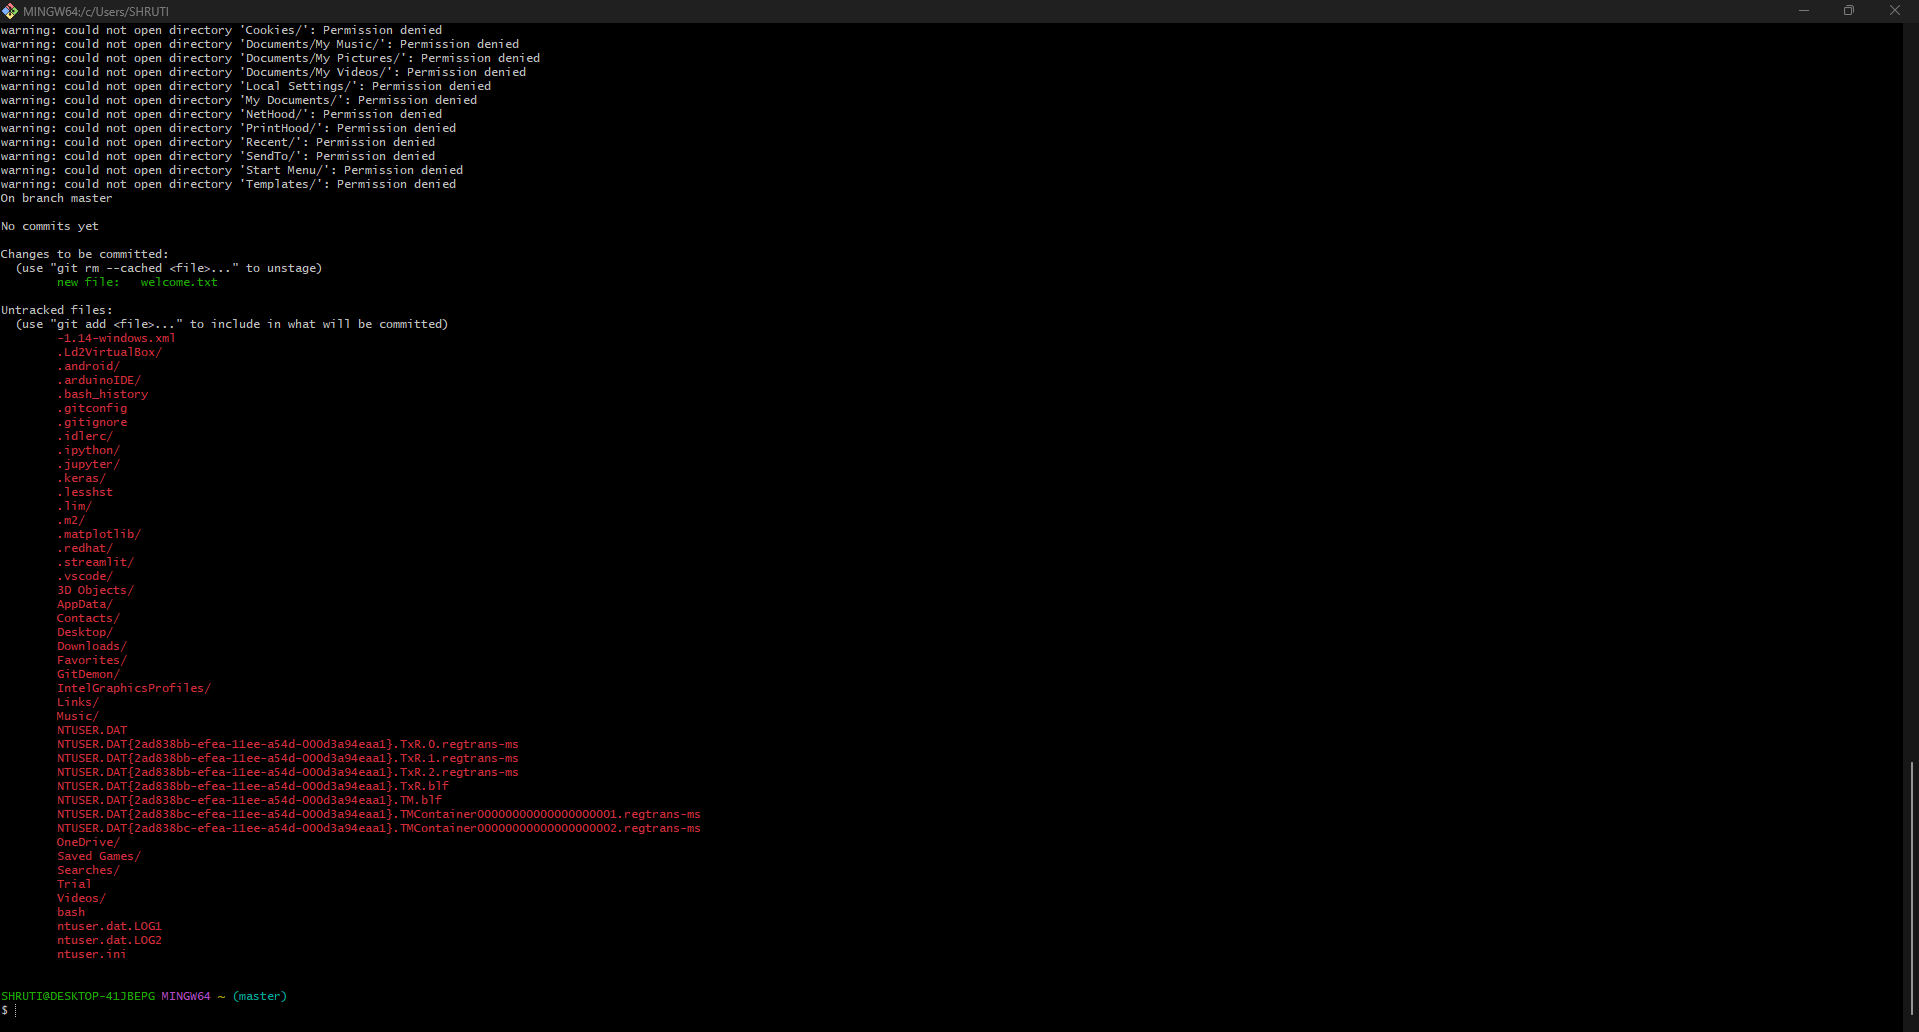 MINGW64:/c/Users/SHRUTI
warning: could not open directory 'Cookies/': Permission denied
warning: could not open directory 'Documents/My Music/': Permission denied
warning: could not open directory 'Documents/My Pictures/': Permission denied
warning: could not open directory 'Documents/My Videos/': Permission denied
warning: could not open directory 'Local Settings/': Permission denied
warning: could not open directory 'My Documents/': Permission denied
warning: could not open directory 'NetHood/': Permission denied
warning: could not open directory 'PrintHood/': Permission denied
warning: could not open directory 'Recent/': Permission denied
warning: could not open directory 'SendTo/': Permission denied
warning: could not open directory 'Start Menu/': Permission denied
warning: could not open directory 'Templates/': Permission denied
On branch master
No commits yet
Changes to be committed:
(use "git rm --cached <file>..." to unstage)
new file:   welcome.txt
Untracked files:
(use "git add <file>..." to include in what will be committed)
-1.14-windows.xml
.Ld2VirtualBox/
.android/
.arduinoIDE/
.bash_history
.gitconfig
.gitignore
.idlerc/
.ipython/
.jupyter/
.keras/
.lesshst
.lim/
.m2/
.matplotlib/
.redhat/
.streamlit/
.vscode/
3D Objects/
AppData/
Contacts/
Desktop/
Downloads/
Favorites/
GitDemon/
IntelGraphicsProfiles/
Links/
Music/
NTUSER.DAT
NTUSER.DAT{2ad838bb-efea-11ee-a54d-000d3a94eaa1}.TxR.0.regtrans-ms
NTUSER.DAT{2ad838bb-efea-11ee-a54d-000d3a94eaa1}.TxR.1.regtrans-ms
NTUSER.DAT{2ad838bb-efea-11ee-a54d-000d3a94eaa1}.TxR.2.regtrans-ms
NTUSER.DAT{2ad838bb-efea-11ee-a54d-000d3a94eaa1}.TxR.blf
NTUSER.DAT{2ad838bc-efea-11ee-a54d-000d3a94eaa1}.TM.blf
NTUSER.DAT{2ad838bc-efea-11ee-a54d-000d3a94eaa1}.TMContainer00000000000000000001.regtrans-ms
NTUSER.DAT{2ad838bc-efea-11ee-a54d-000d3a94eaa1}.TMContainer00000000000000000002.regtrans-ms
OneDrive/
Saved Games/
Searches/
Trial
Videos/
bash
ntuser.dat.LOG1
ntuser.dat.LOG2
ntuser.ini
SHRUTI@DESKTOP-41JBEPG MINGW64 ~ (master)
$